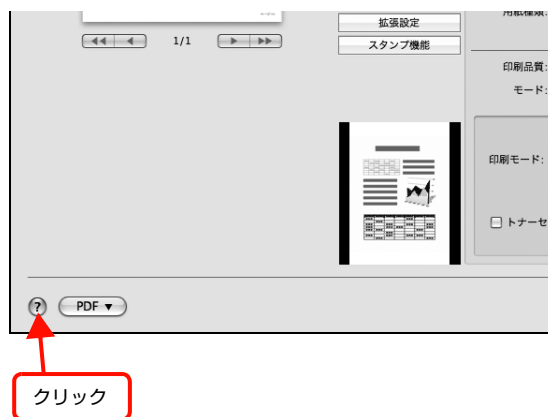 拡張設定
用紙種類:
1/1
スタンプ機能
印刷品質:
モード:
印刷モード:
トナーセ
?
PDF ▼
クリック